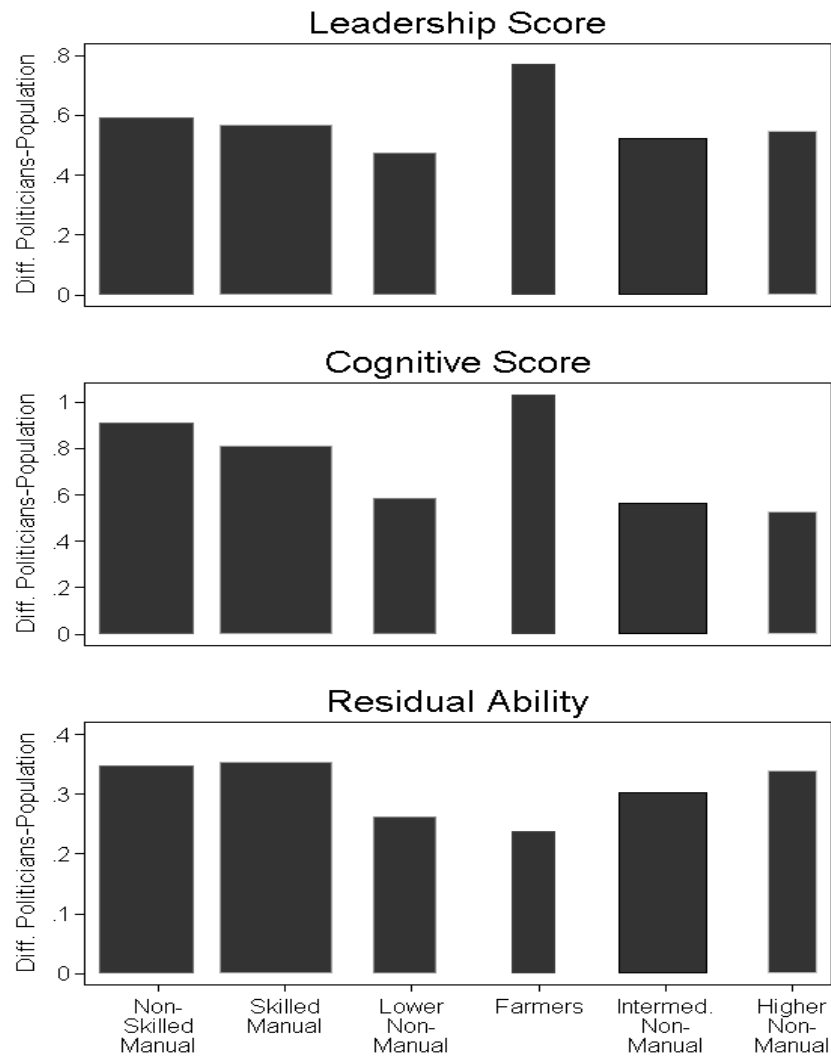 Leadership Score
Diff. Politicians-Population
.8
.6
.4
.2
0
Cognitive Score
Diff. Politicians-Population
1
.8
.6
.4
.2
0
Residual Ability
Diff. Politicians-Population
.4
.3
.2
.1
0
Non-
Skilled
Manual
Skilled
Manual
Lower
Non-
Manual
Farmers
Intermed.
Non-
Manual
Higher
Non-
Manual